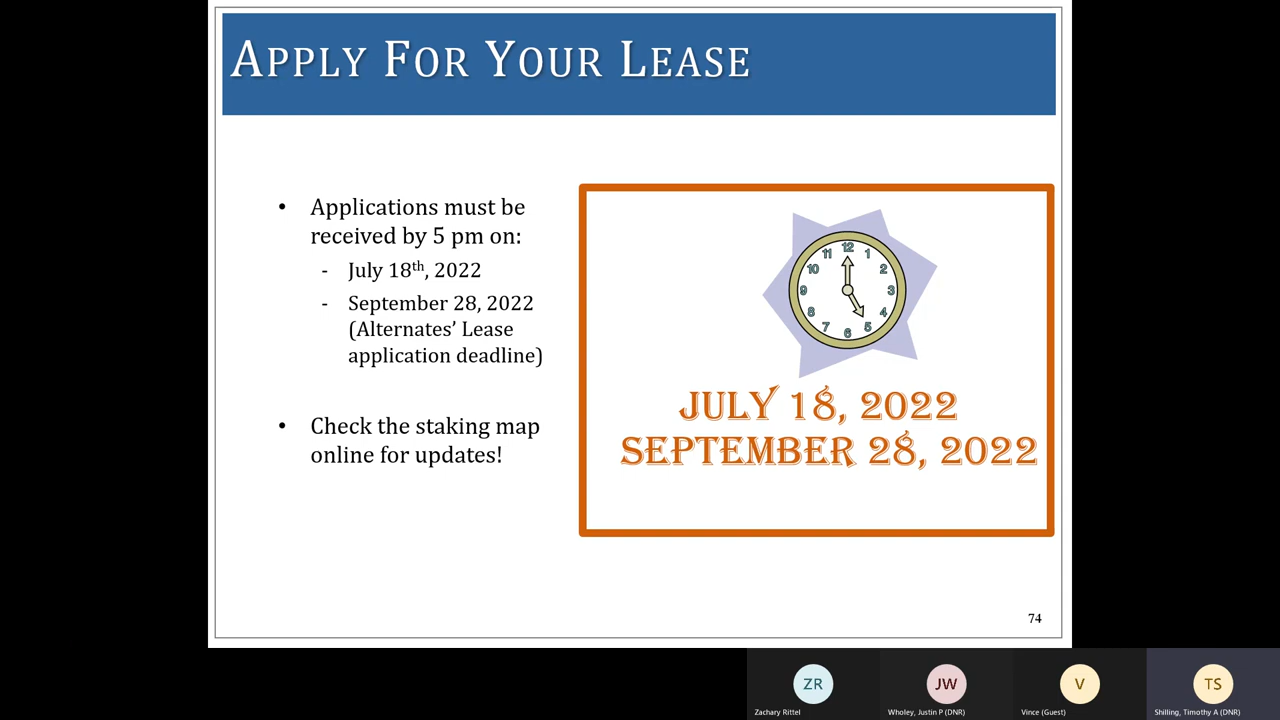 APPLY FOR YOUR LEASE
• Applications must be
received by 5 pm on:
- July 18th, 2022
- September 28, 2022
(Alternates’ Lease
application deadline)
• Check the staking map
online for updates!
12
11 1
10 2
9 3
8 4
7 5
6
JULY 18, 2022
SEPTEMBER 28, 2022
74
ZR JW V TS
Zachary Rittel Wholey, Justin P (DNR) Vince (Guest) Shilling, Timothy A (DNR)